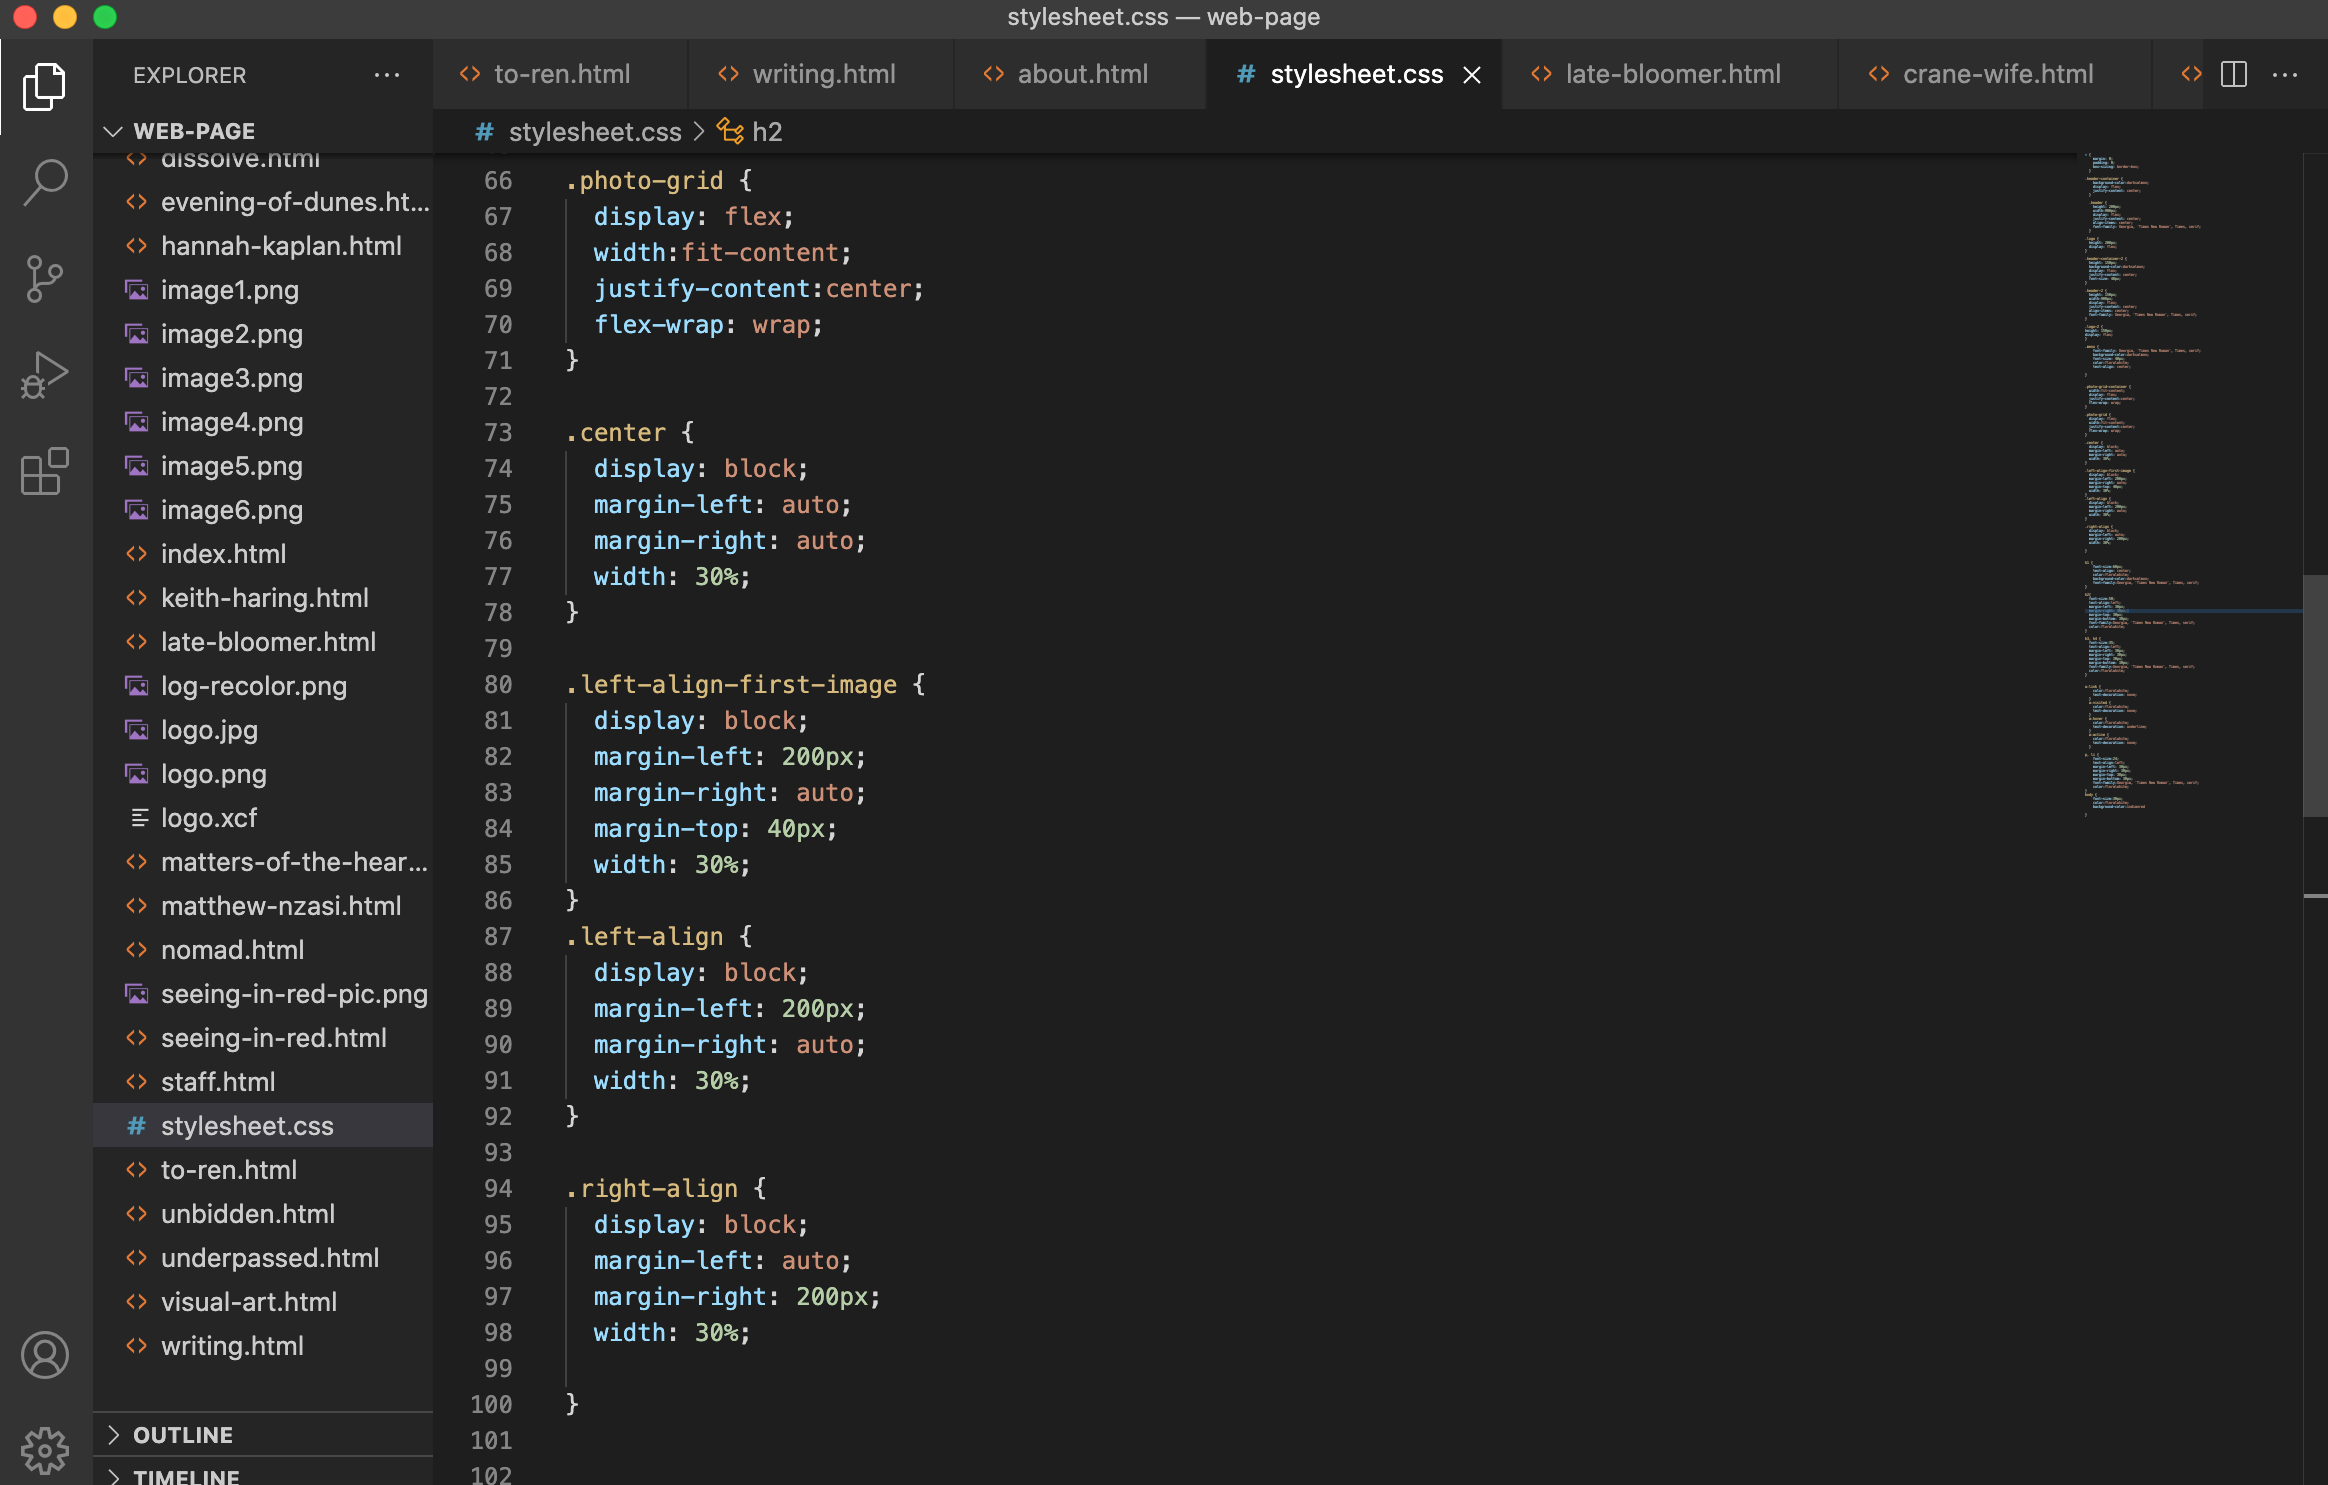 stylesheet.css — web-page
EXPLORER
WEB-PAGE
dissolve.html
evening-of-dunes.ht...
hannah-kaplan.html
image1.png
image2.png
image3.png
image4.png
image5.png
image6.png
index.html
keith-haring.html
late-bloomer.html
log-recolor.png
logo.jpg
logo.png
logo.xcf
matters-of-the-hear...
matthew-nzasi.html
nomad.html
seeing-in-red-pic.png
seeing-in-red.html
staff.html
# stylesheet.css
to-ren.html
unbidden.html
underpassed.html
visual-art.html
writing.html
OUTLINE
TIMELINE
to-ren.html
writing.html
about.html
# stylesheet.css
late-bloomer.html
crane-wife.html
# stylesheet.css > h2
66 .photo-grid {
67 display: flex;
68 width:fit-content;
69 justify-content:center;
70 flex-wrap: wrap;
71 }
72
73 .center {
74 display: block;
75 margin-left: auto;
76 margin-right: auto;
77 width: 30%;
78 }
79
80 .left-align-first-image {
81 display: block;
82 margin-left: 200px;
83 margin-right: auto;
84 margin-top: 40px;
85 width: 30%;
86 }
87 .left-align {
88 display: block;
89 margin-left: 200px;
90 margin-right: auto;
91 width: 30%;
92 }
93
94 .right-align {
95 display: block;
96 margin-left: auto;
97 margin-right: 200px;
98 width: 30%;
99
100 }
101
102